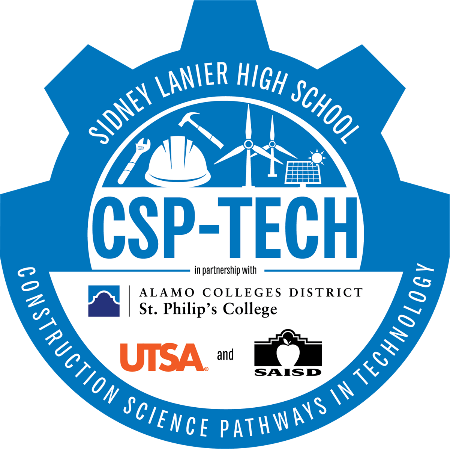 SIDNEY LANIER HIGH SCHOOL
CSP-TECH
in partnership with
ALAMO COLLEGES DISTRICT
St. Philip's College
UTSA and SAISD
CONSTRUCTION SCIENCE PATHWAYS IN TECHNOLOGY